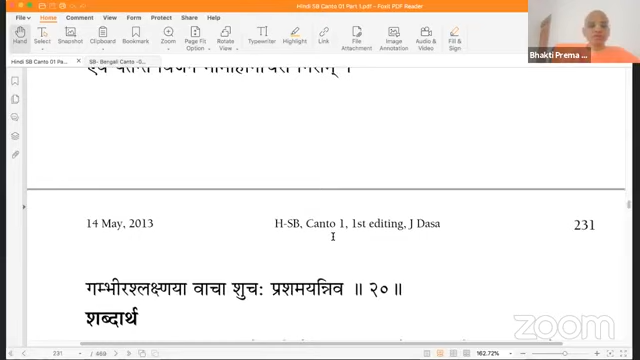 Hindi SB Canto 01 Part 1.pdf - Foxit PDF Reader
File Home Comment View Form Protect Share Help
Hand Select Snapshot Clipboard Bookmark Zoom Page Fit Option Rotate View Typewriter Highlight Link File Attachment Image Annotation Fill & Sign
Bhakti Prema ...
Hindi SB Canto 01 Par... SB- Bengali Canto -0...
14 May, 2013 H-SB, Canto 1, 1st editing, J Dasa 231
गम्भीरश्लक्ष्णया वाचा शुचः प्रशमयन्निव ॥ २० ॥
शब्दार्थ
zoom
231 / 469 162.72%